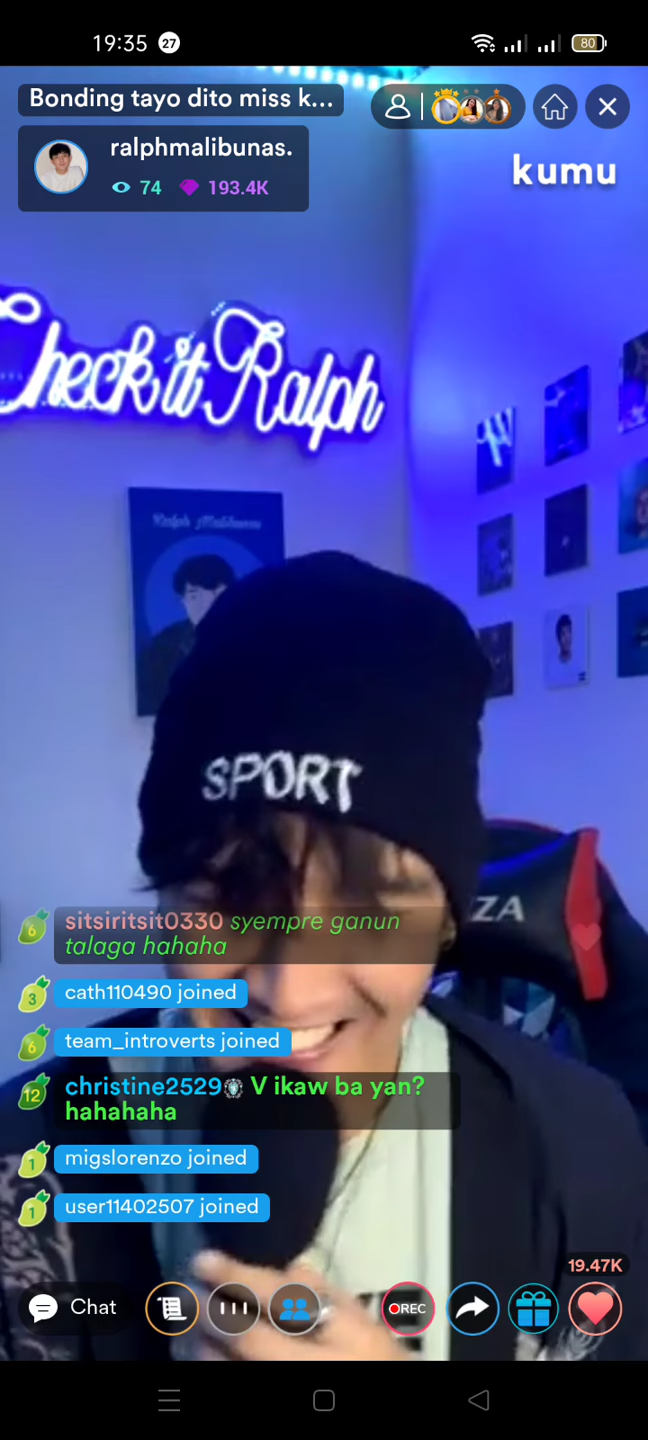 19:35
27
80
Bonding tayo dito miss k...
ralphmalibunas.
74
193.4K
kumu
Check it Ralph
Ralph Malibunas
SPORT
ZA
6 sitsiritsit0330 syempre ganun
talaga hahaha
3 cath110490 joined
6 team_introverts joined
12 christine2529 V ikaw ba yan?
hahahaha
1 migslorenzo joined
1 user11402507 joined
19.47K
Chat
REC